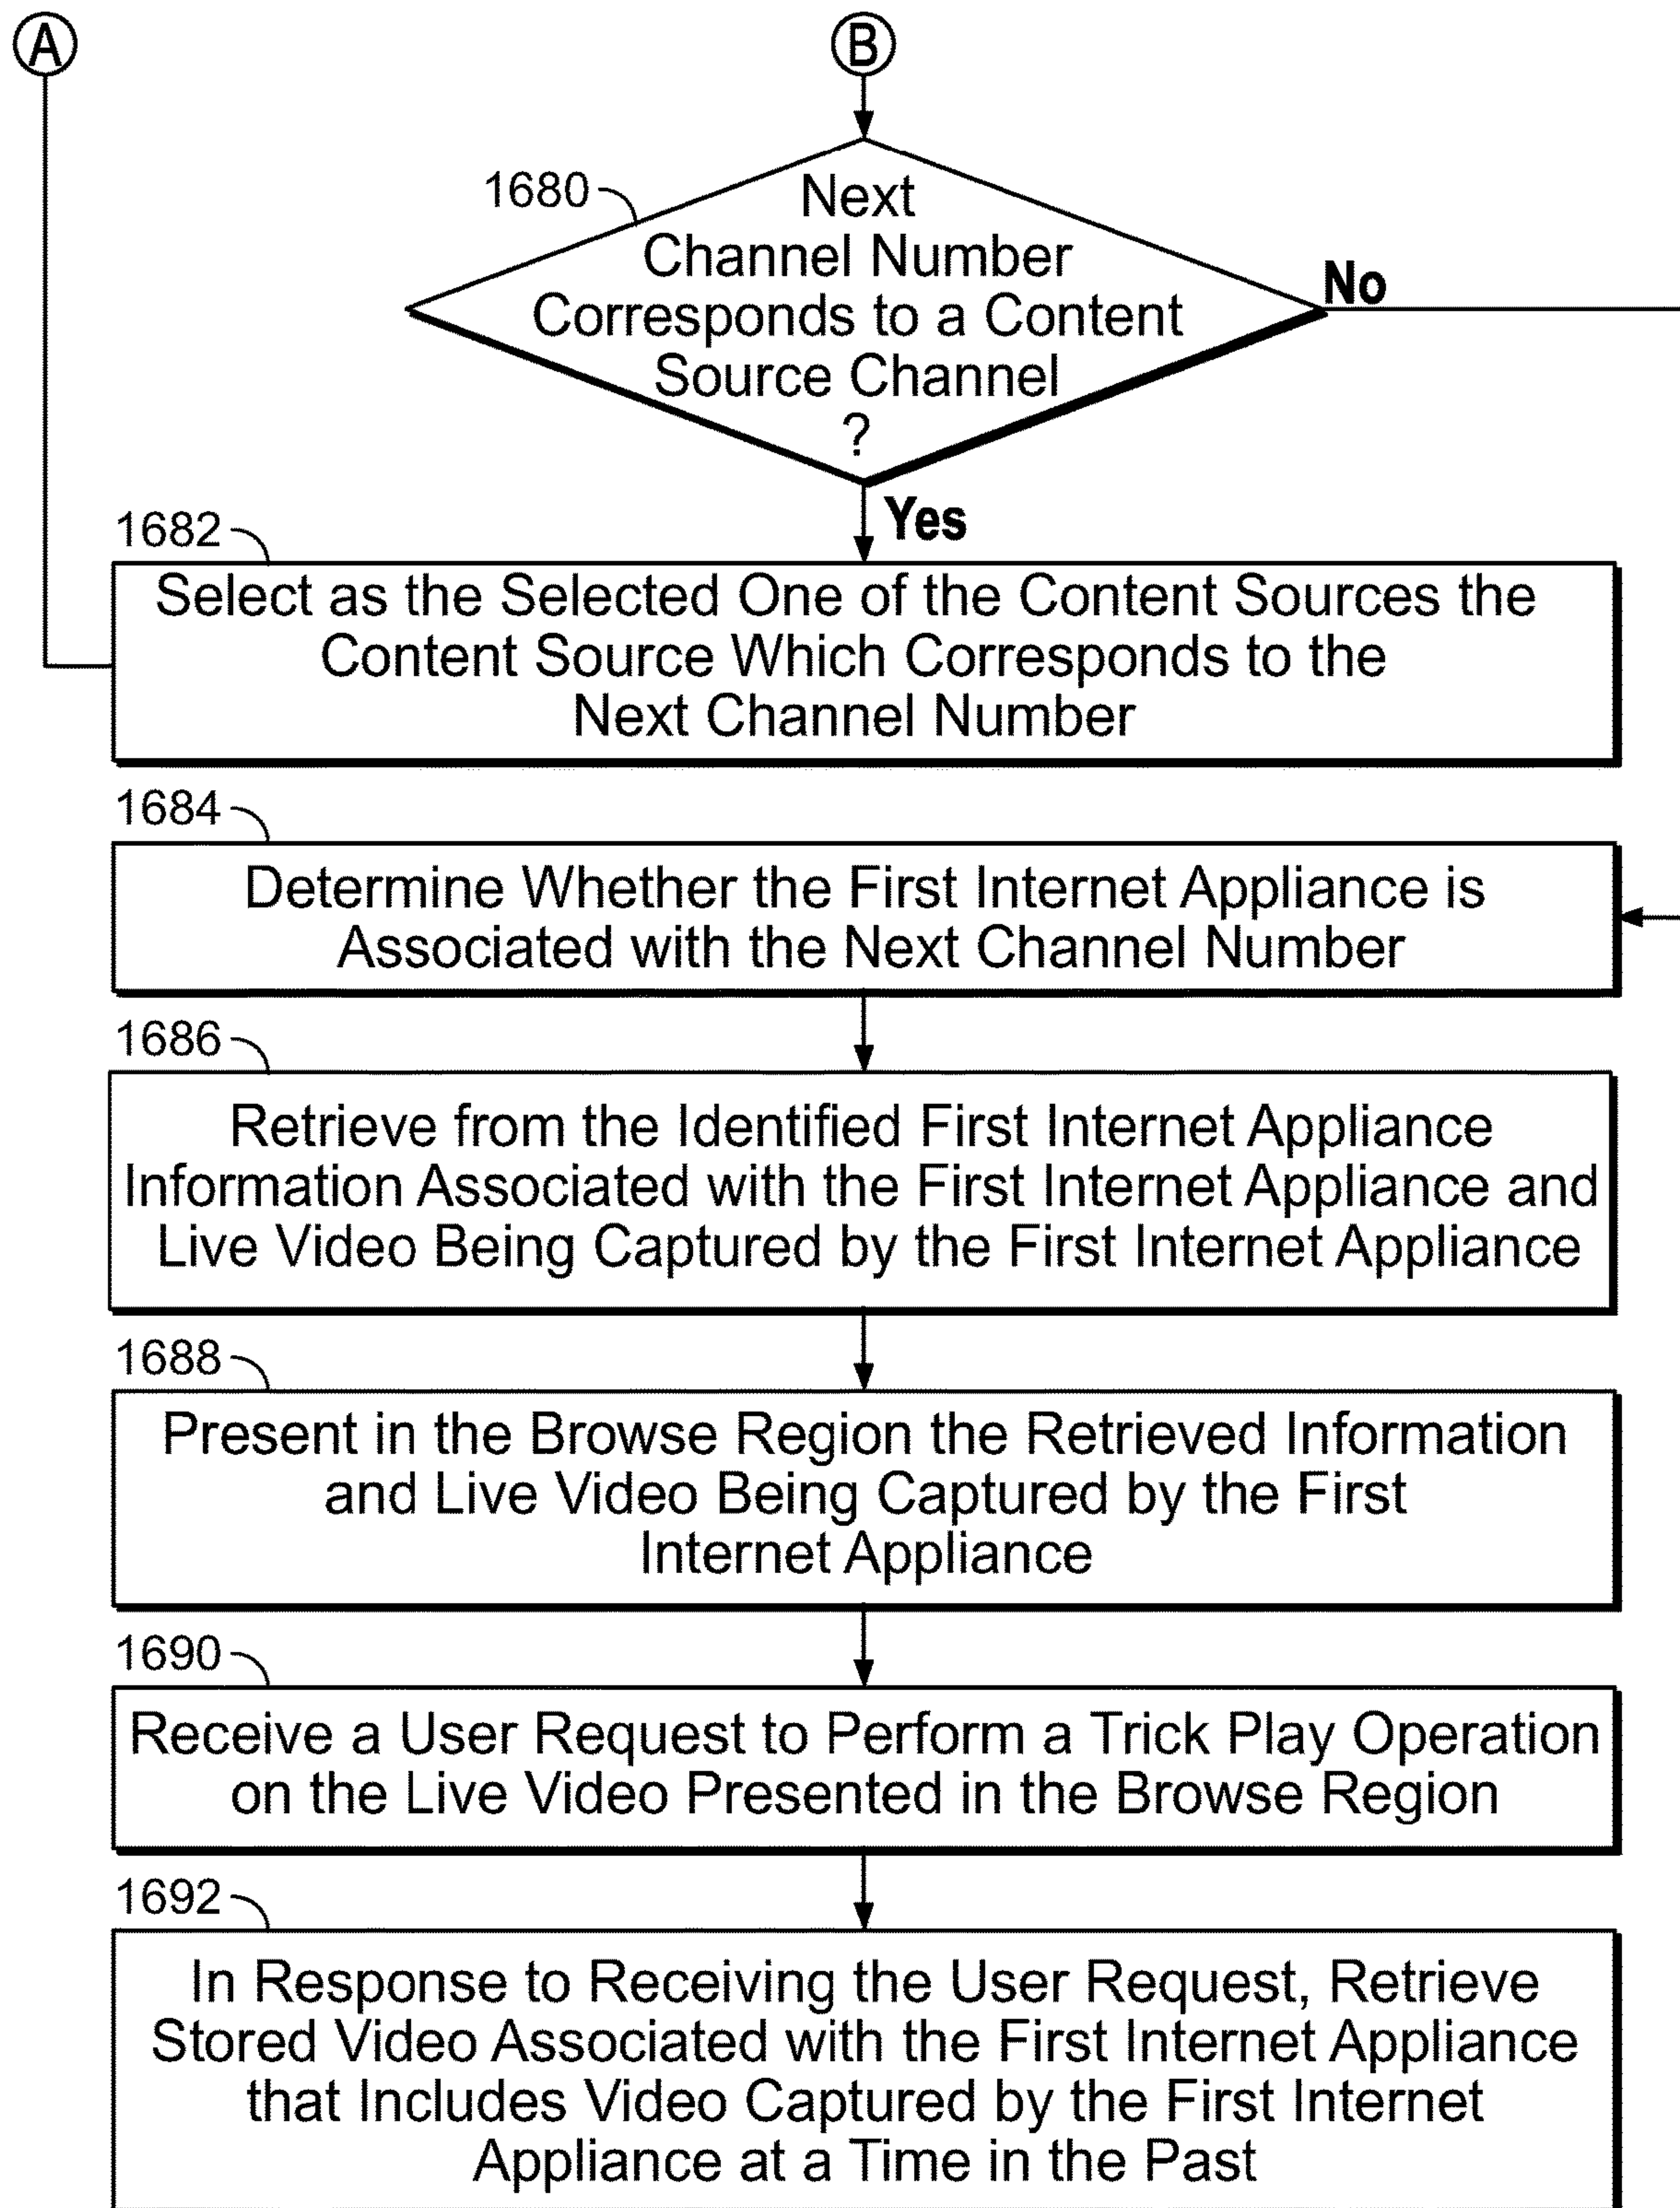 A
B
1680
Next
Channel Number
Corresponds to a Content
Source Channel
?
No
Yes
1682
Select as the Selected One of the Content Sources the
Content Source Which Corresponds to the
Next Channel Number
1684
Determine Whether the First Internet Appliance is
Associated with the Next Channel Number
1686
Retrieve from the Identified First Internet Appliance
Information Associated with the First Internet Appliance and
Live Video Being Captured by the First Internet Appliance
1688
Present in the Browse Region the Retrieved Information
and Live Video Being Captured by the First
Internet Appliance
1690
Receive a User Request to Perform a Trick Play Operation
on the Live Video Presented in the Browse Region
1692
In Response to Receiving the User Request, Retrieve
Stored Video Associated with the First Internet Appliance
that Includes Video Captured by the First Internet
Appliance at a Time in the Past